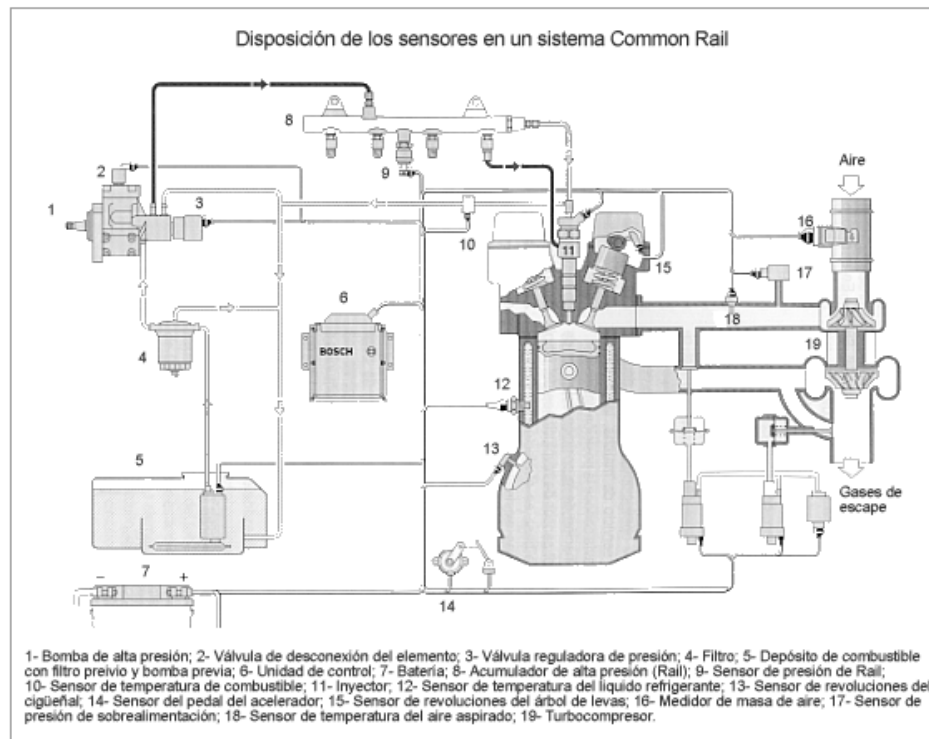 Disposición de los sensores en un sistema Common Rail
8
Aire
2
9
1
3
16
10
11
15
17
6
18
4
BOSCH
19
12
13
5
Gases de
escape
7
− +
14
1- Bomba de alta presión; 2- Válvula de desconexión del elemento; 3- Válvula reguladora de presión; 4- Filtro; 5- Depósito de combustible
con filtro preivio y bomba previa; 6- Unidad de control; 7- Batería; 8- Acumulador de alta presión (Rail); 9- Sensor de presión de Rail;
10- Sensor de temperatura de combustible; 11- Inyector; 12- Sensor de temperatura del liquido refrigerante; 13- Sensor de revoluciones del
cigüeñal; 14- Sensor del pedal del acelerador; 15- Sensor de revoluciones del árbol de levas; 16- Medidor de masa de aire; 17- Sensor de
presión de sobrealimentación; 18- Sensor de temperatura del aire aspirado; 19- Turbocompresor.